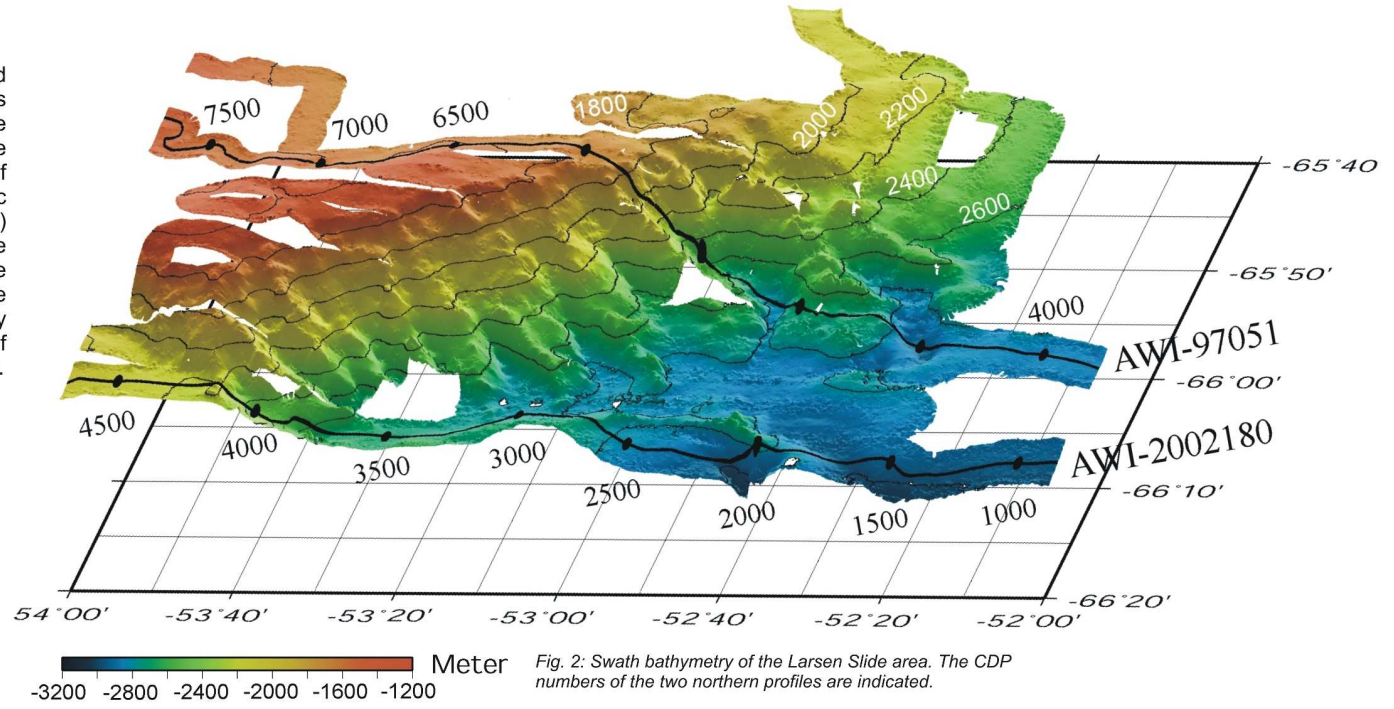 d
s
e
e
f
c
)
e
e
e
y
f
.
7500
7000
6500
1800
2000
2200
2400
2600
-65°40
-65°50'
4000
AWI-97051
-66°00'
AWI-2002180
-66°10'
4500
4000
3500
3000
2500
2000
1500
1000
-66°20'
54°00'
-53°40'
-53°20'
-53°00'
-52°40'
-52°20'
-52°00'
Meter
-3200 -2800 -2400 -2000 -1600 -1200
Fig. 2: Swath bathymetry of the Larsen Slide area. The CDP
numbers of the two northern profiles are indicated.